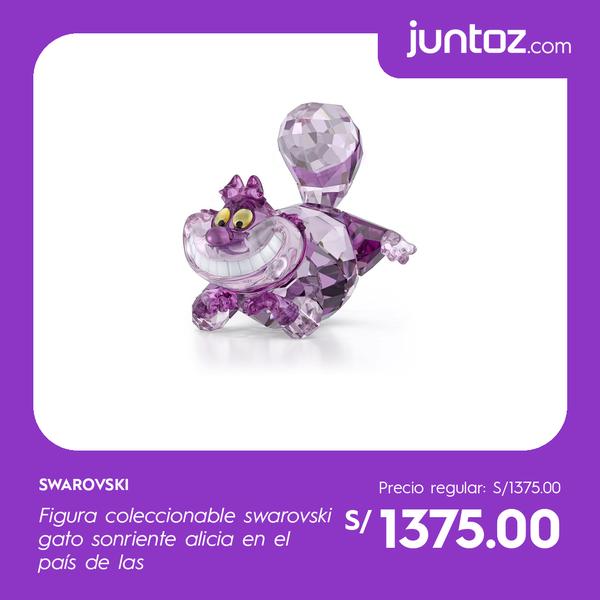 juntoz.com
SWAROVSKI
Figura coleccionable swarovski
gato sonriente alicia en el
país de las
Precio regular: S/1375.00
S/1375.00